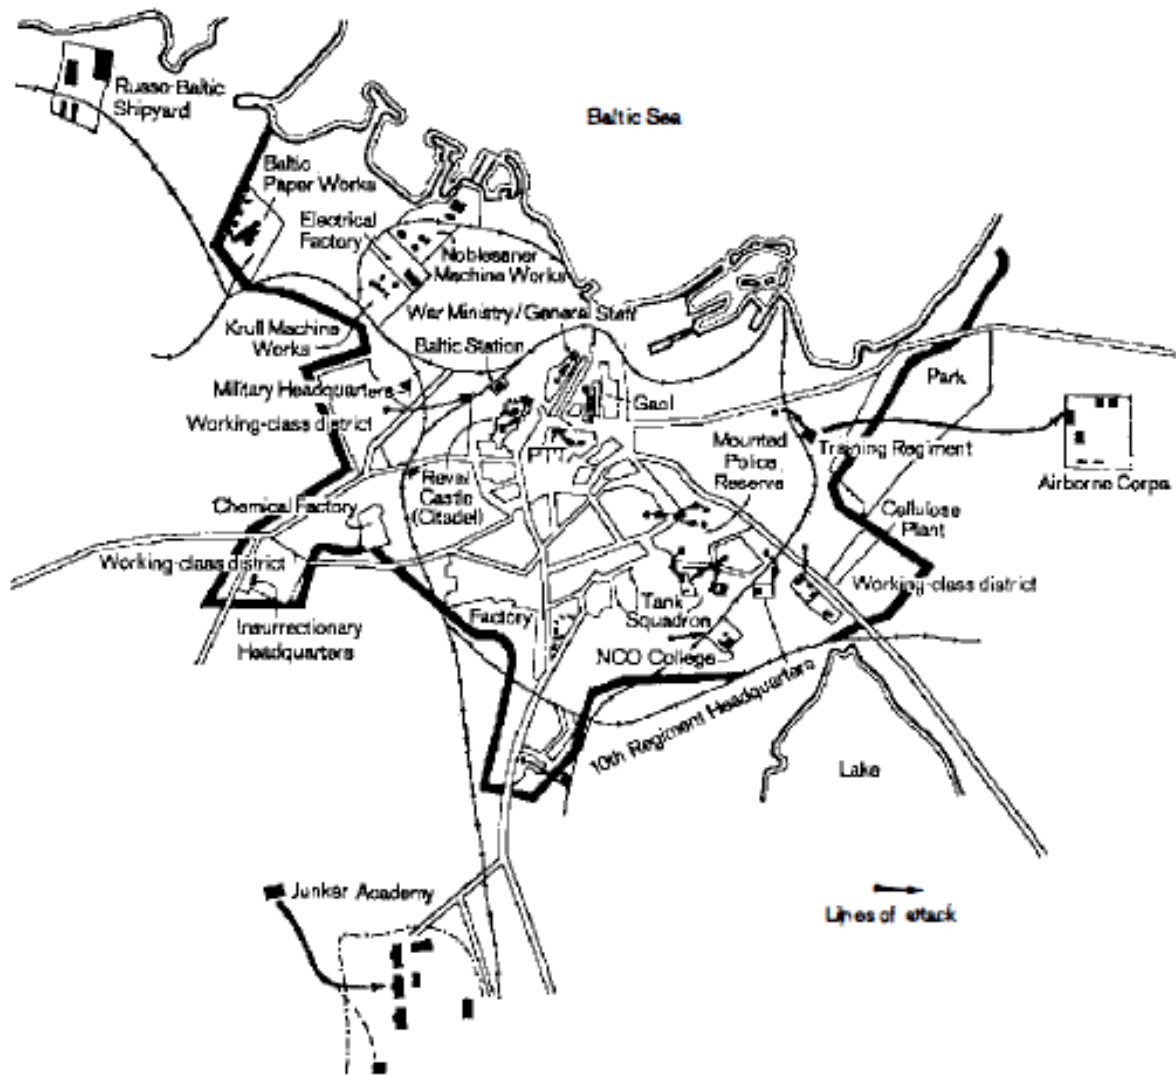 Russo-Baltic
Shipyard
Baltic Sea
Baltic
Paper Works
Electrical
Factory
Noblessner
Machine Works
War Ministry/General Staff
Krull Machine
Works
Baltic Station
Military Headquarters
Working-class district
Gaol
Park
PTT
Mounted
Police
Reserve
Training Regiment
Airborne Corps
Reval
Castle
(Citadel)
Chemical Factory
Cellulose
Plant
Working-class district
Working-class district
Insurrectionary
Headquarters
Factory
Tank
Squadron
NCO College
10th Regiment Headquarters
Lake
Junker Academy
Lines of attack